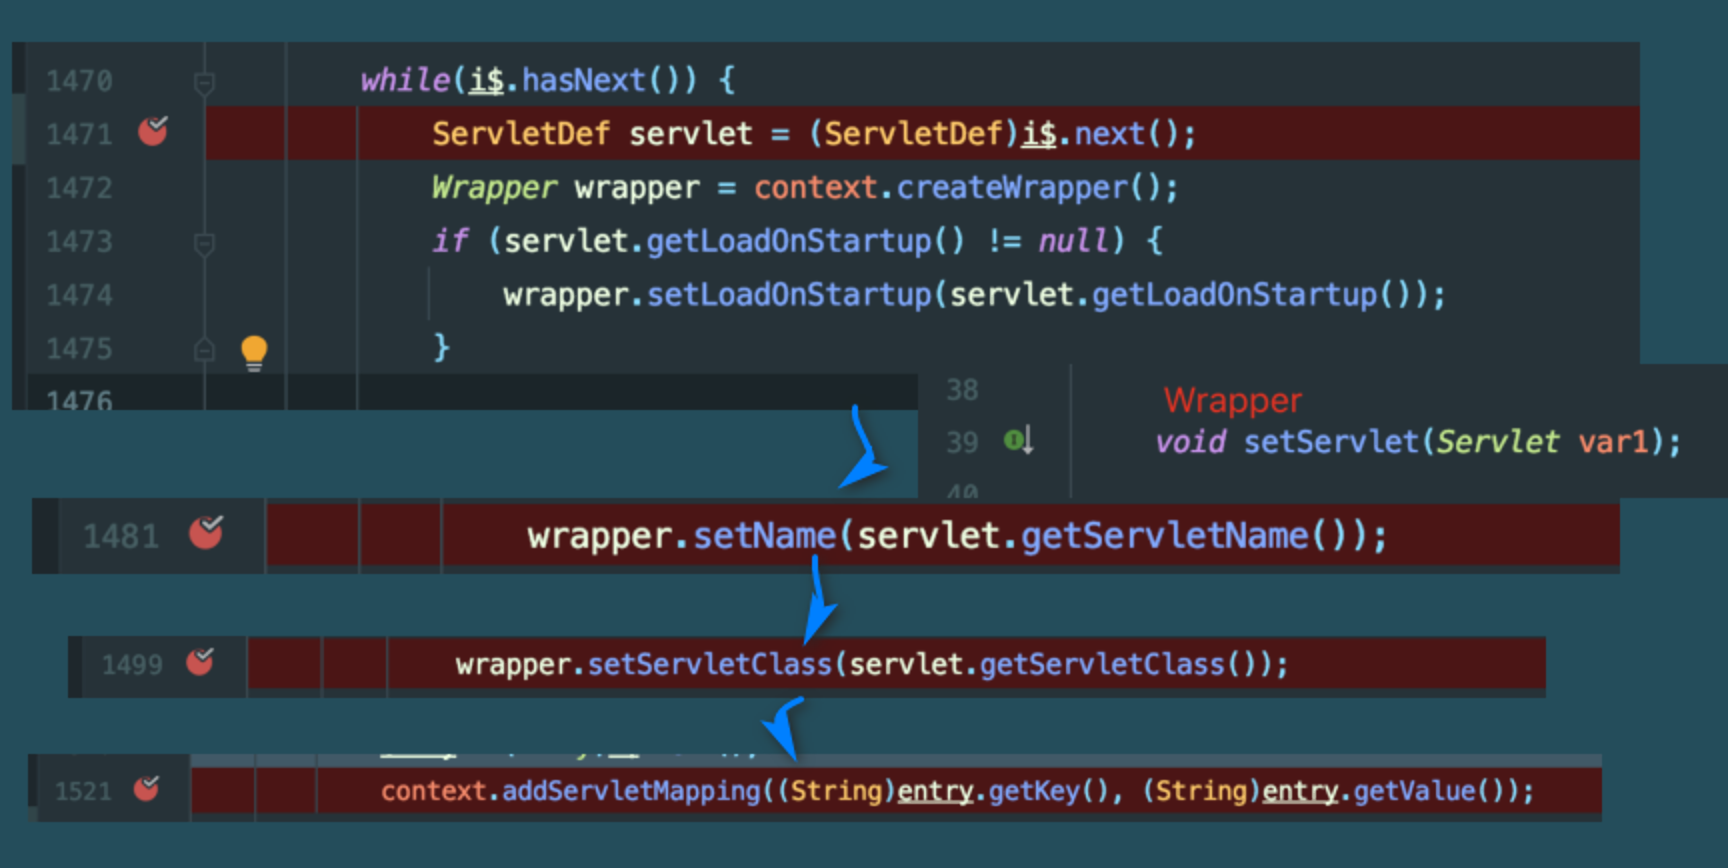 1470 while(i$.hasNext()) {
1471 ServletDef servlet = (ServletDef)i$.next();
1472 Wrapper wrapper = context.createWrapper();
1473 if (servlet.getLoadOnStartup() != null) {
1474 wrapper.setLoadOnStartup(servlet.getLoadOnStartup());
1475 }
1476
38 Wrapper
39 void setServlet(Servlet var1);
40
1481 wrapper.setName(servlet.getServletName());
1499 wrapper.setServletClass(servlet.getServletClass());
1521 context.addServletMapping((String)entry.getKey(), (String)entry.getValue());